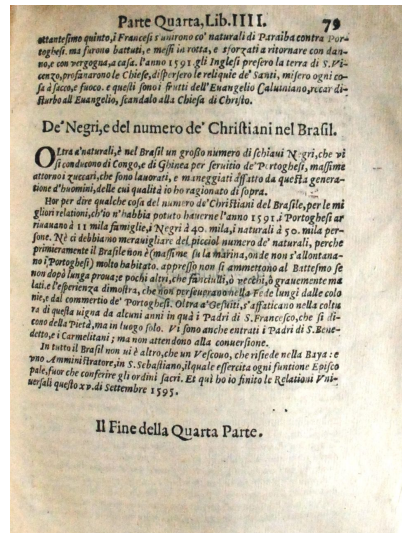 Parte Quarta, Lib.IIII. 79
ottantesimo quinto, i Francesi s'unirono co' naturali di Paraiba contra Por-
toghesi. ma furono battuti, e messi in rotta, e sforzati a ritornare con dan-
no, e con vergogna, a casa. l'anno 1591. gli Inglesi presero la terra di S. Vi-
cenzo, profanarono le Chiese, dispersero le reliquie de' Santi, misero ogni co-
sa à sacco, e fuoco. e questi sono i frutti dell'Euangelio Caluiniano, recar di-
sturbo all Euangelio, scandalo alla Chiesa di Christo.
De' Negri, e del numero de' Christiani nel Brasil.
Oltra a'naturali, è nel Brasil un grosso numero di schiaui Negri, che vi
si conducono di Congo, e di Ghinea per seruitio de' Portoghesi, massime
attorno i zuccari, che sono lauorati, e maneggiati affatto da questa genera-
tione d'huomini, delle cui qualità io ho ragionato di sopra.
Hor per dire qualche cosa del numero de' Christiani del Brasile, per le mi
gliori relationi, ch'io n'habbia potuto hauerne l'anno 1591. i Portoghesi ar
riuauano à 11 mila famiglie, i Negri à 40. mila, i naturali à 50. mila per-
sone. Nè ci debbiamo marauigliare del picciol numero de' naturali, perche
primieramente il Brasile non è (massime su la marina, onde non s'allontana-
no i Portoghesi) molto habitato. appresso non si ammettono al Battesmo se
non dopò lunga proua; e pochi altri, che fanciulli, ò vecchi, ò grauemente ma
lati. e l'esperienza dimostra, che non perseuerano nella Fede lungi dalle colo
nie, e dal commertio de' Portoghesi. Oltra a'Gesuiti, s'affaticano nella coltu
ra di questa uigna da alcuni anni in quà i Padri di S. Francesco, che si di-
cono della Pietà, ma in luogo solo. Vi sono anche entrati i Padri di S. Bene-
detto, e i Carmelitani; ma non attendono alla conuersione.
In tutto il Brasil non ui è altro, che un Vescouo, che risiede nella Baya: e
vno Amministratore, in S. Sebastiano, il quale essercita ogni funtione Episco
pale, fuor che conferire gli ordini sacri. Et qui ho io finito le Relationi Vni-
uersali questo xv. di Settembre 1595.
Il Fine della Quarta Parte.